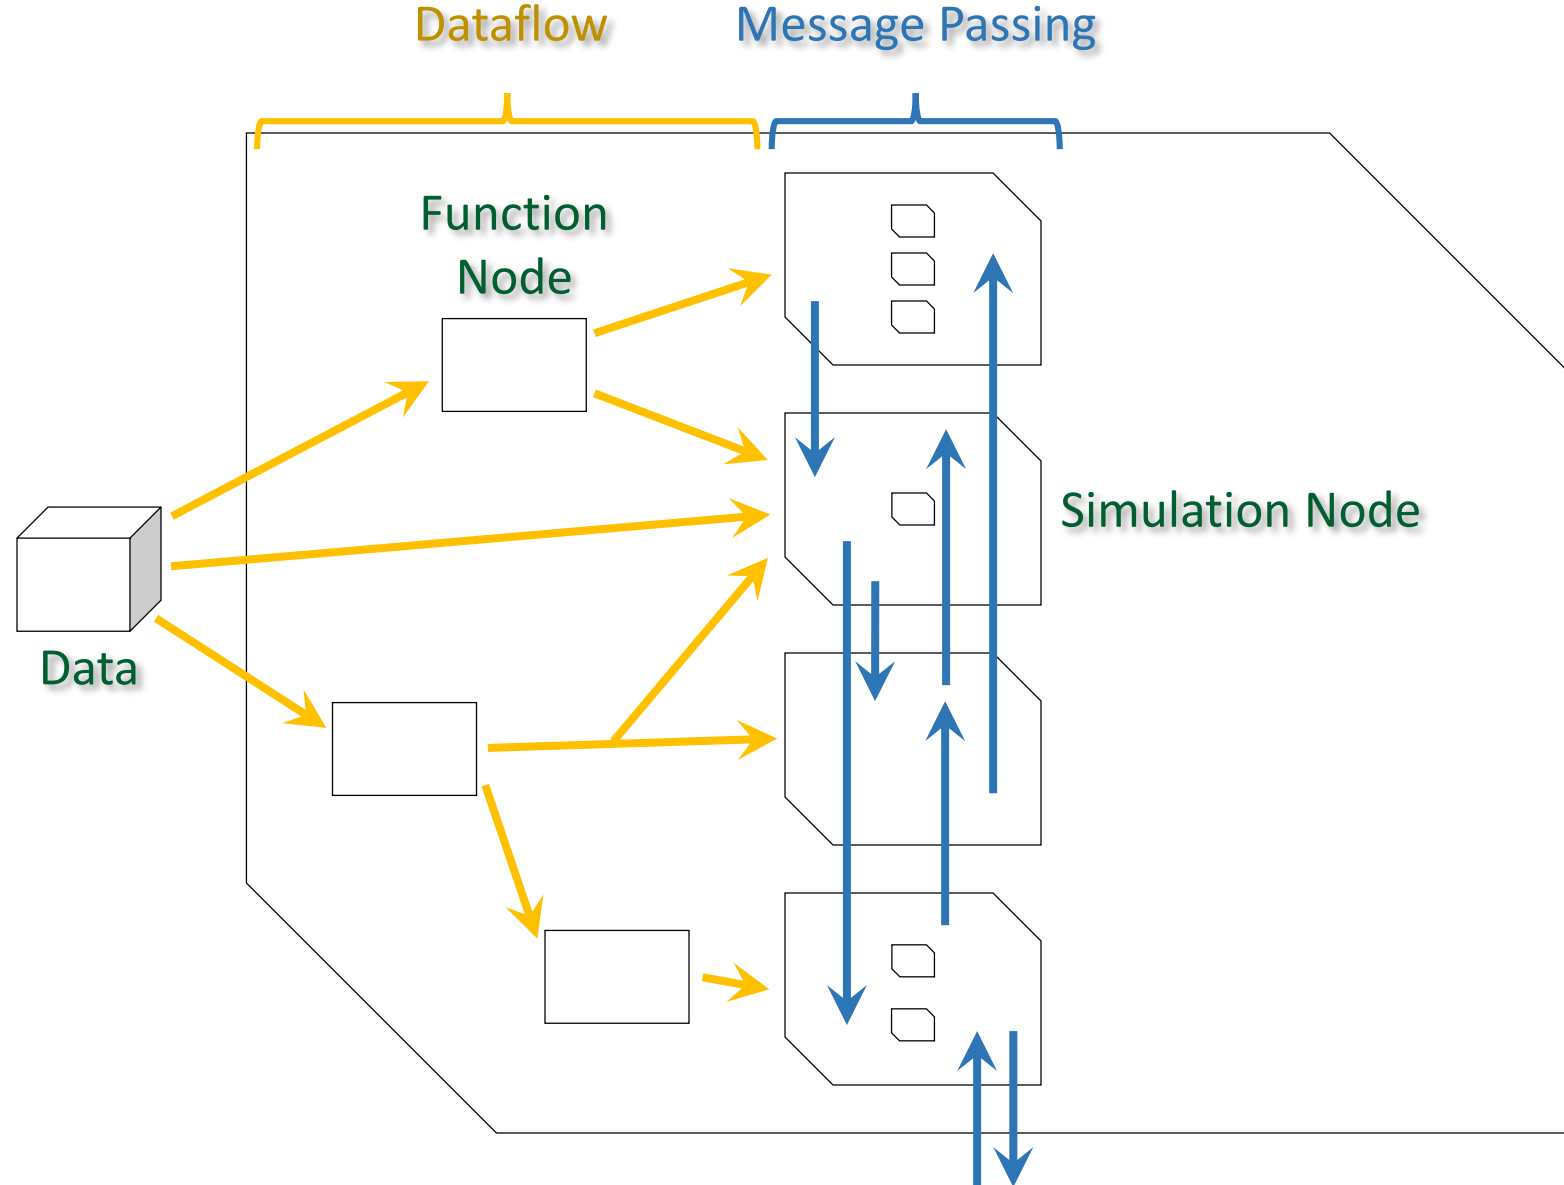 Dataflow
Message Passing
Function
Node
Simulation Node
Data